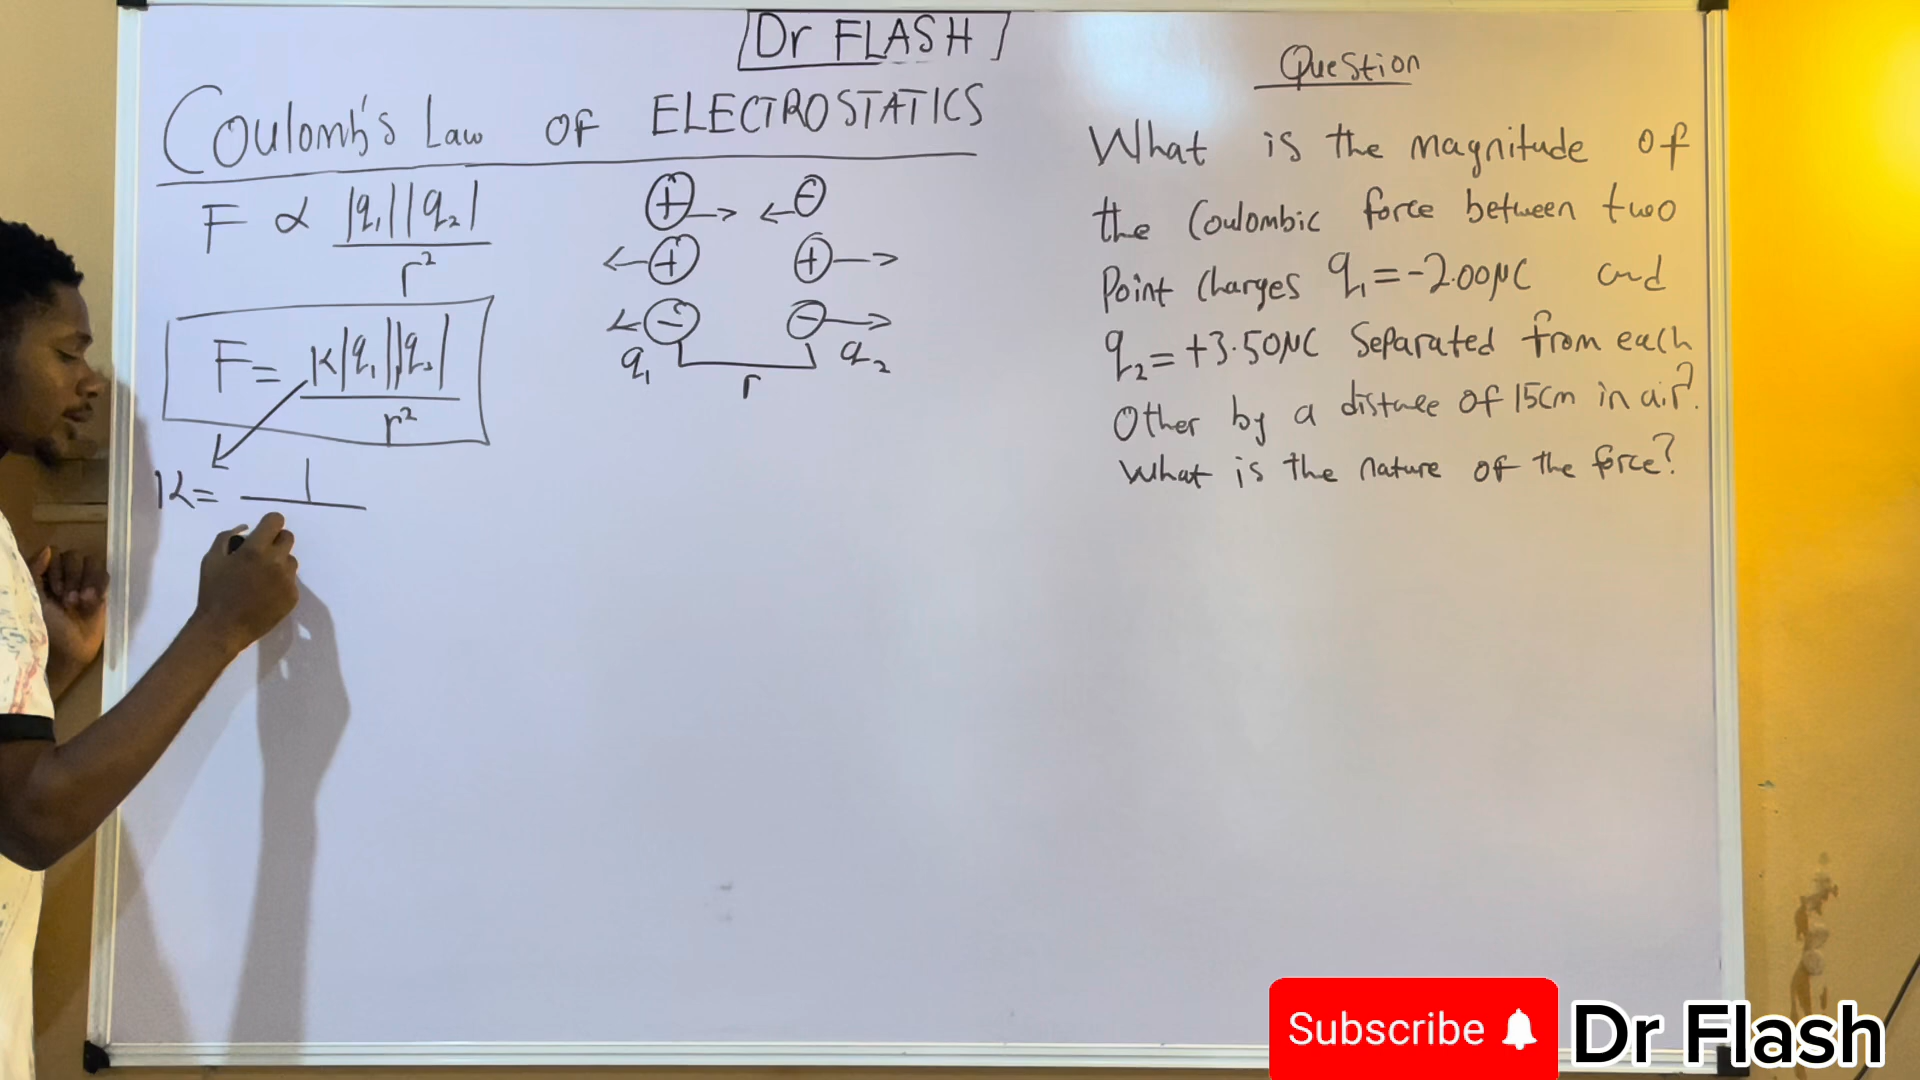 Dr FLASH
Coulomb's Law OF ELECTROSTATICS
F ∝ |q₁||q₂|
r²
F = K|q₁||q₂|
r²
K = 1
+ −
+ +
− −
q₁ r q₂
Question
What is the magnitude of
the Coulombic force between two
Point Charges q₁ = -2.00μC and
q₂ = +3.50μC Separated from each
Other by a distance of 15cm in air?
What is the nature of the force?
Subscribe
Dr Flash